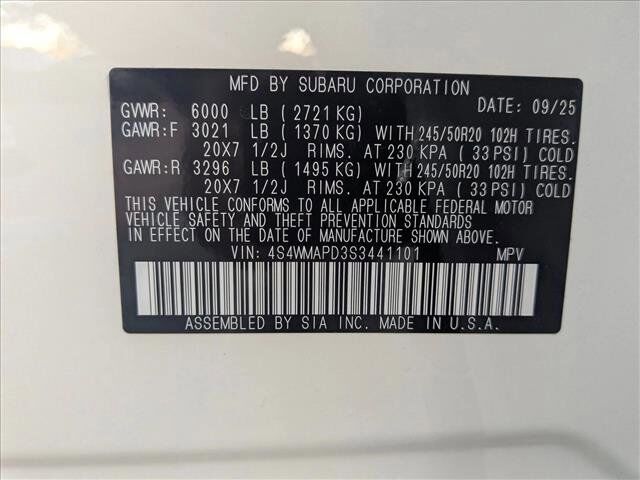 MFD BY SUBARU CORPORATION
DATE: 09/25
GVWR: 6000 LB (2721 KG)
GAWR:F 3021 LB (1370 KG) WITH 245/50R20 102H TIRES.
20X7 1/2J RIMS. AT 230 KPA (33 PSI) COLD
GAWR:R 3296 LB (1495 KG) WITH 245/50R20 102H TIRES.
20X7 1/2J RIMS. AT 230 KPA (33 PSI) COLD
THIS VEHICLE CONFORMS TO ALL APPLICABLE FEDERAL MOTOR
VEHICLE SAFETY AND THEFT PREVENTION STANDARDS
IN EFFECT ON THE DATE OF MANUFACTURE SHOWN ABOVE.
VIN: 4S4WMAPD3S3441101 MPV
ASSEMBLED BY SIA INC. MADE IN U.S.A.